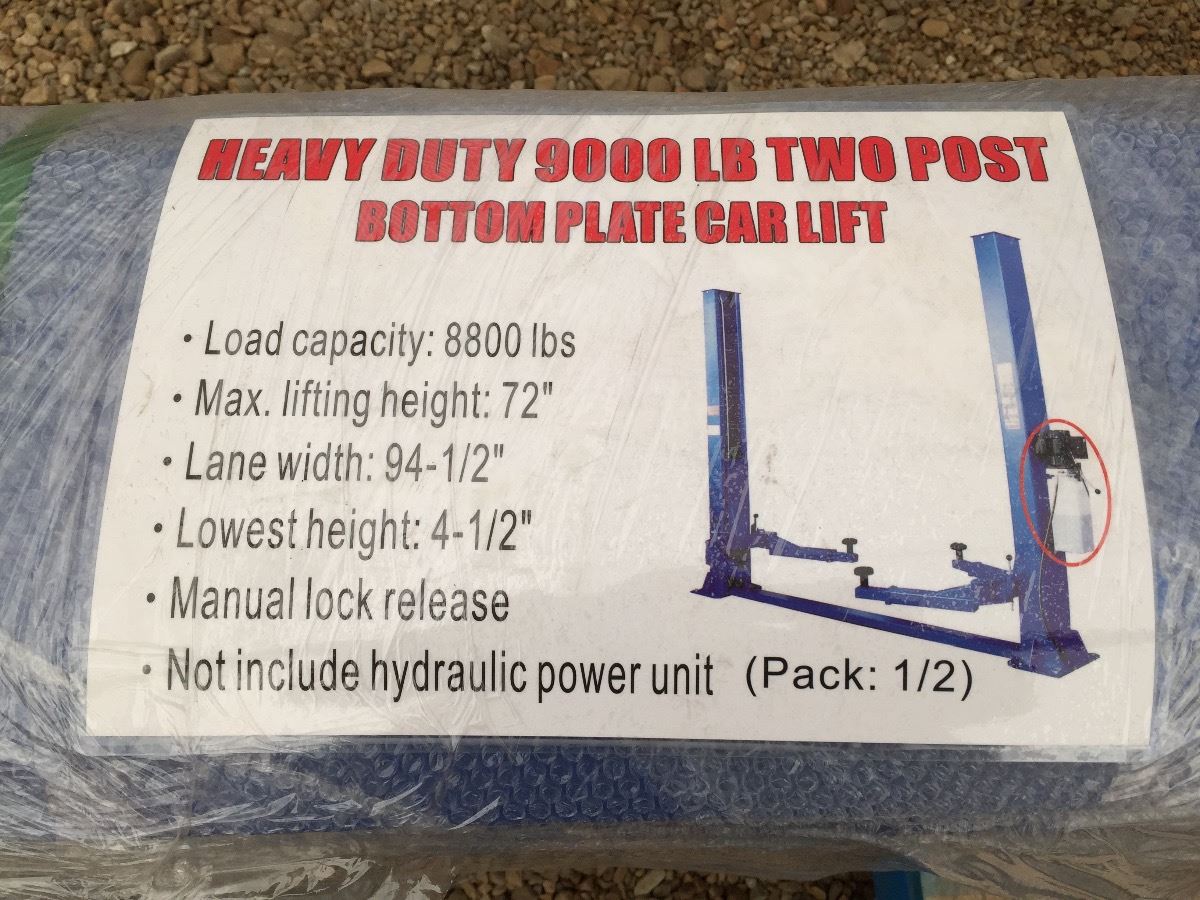 HEAVY DUTY 9000 LB TWO POST
BOTTOM PLATE CAR LIFT
• Load capacity: 8800 lbs
• Max. lifting height: 72"
• Lane width: 94-1/2"
• Lowest height: 4-1/2"
• Manual lock release
• Not include hydraulic power unit (Pack: 1/2)